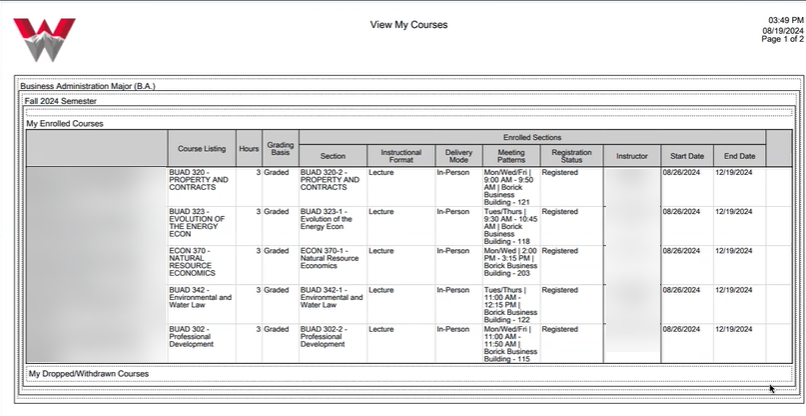 View My Courses
03:49 PM
08/19/2024
Page 1 of 2
Business Administration Major (B.A.)
Fall 2024 Semester
My Enrolled Courses
Enrolled Sections
Course Listing Hours Grading Basis Section Instructional Format Delivery Mode Meeting Patterns Registration Status Instructor Start Date End Date
BUAD 320 - PROPERTY AND CONTRACTS 3 Graded BUAD 320-2 - PROPERTY AND CONTRACTS Lecture In-Person Mon/Wed/Fri | 9:00 AM - 9:50 AM | Borick Business Building - 121 Registered 08/26/2024 12/19/2024
BUAD 323 - EVOLUTION OF THE ENERGY ECON 3 Graded BUAD 323-1 - Evolution of the Energy Econ Lecture In-Person Tues/Thurs | 9:30 AM - 10:45 AM | Borick Business Building - 118 Registered 08/26/2024 12/19/2024
ECON 370 - NATURAL RESOURCE ECONOMICS 3 Graded ECON 370-1 - Natural Resource Economics Lecture In-Person Mon/Wed | 2:00 PM - 3:15 PM | Borick Business Building - 203 Registered 08/26/2024 12/19/2024
BUAD 342 - Environmental and Water Law 3 Graded BUAD 342-1 - Environmental and Water Law Lecture In-Person Tues/Thurs | 11:00 AM - 12:15 PM | Borick Business Building - 122 Registered 08/26/2024 12/19/2024
BUAD 302 - Professional Development 3 Graded BUAD 302-2 - Professional Development Lecture In-Person Mon/Wed/Fri | 11:00 AM - 11:50 AM | Borick Business Building - 115 Registered 08/26/2024 12/19/2024
My Dropped/Withdrawn Courses